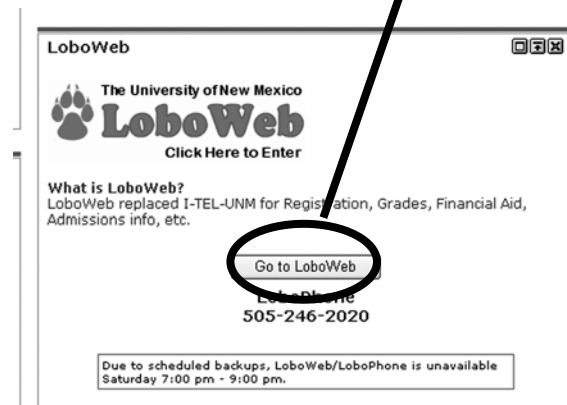 LoboWeb
The University of New Mexico
LoboWeb
Click Here to Enter
What is LoboWeb?
LoboWeb replaced I-TEL-UNM for Registration, Grades, Financial Aid,
Admissions info, etc.
Go to LoboWeb
LoboPhone
505-246-2020
Due to scheduled backups, LoboWeb/LoboPhone is unavailable
Saturday 7:00 pm - 9:00 pm.